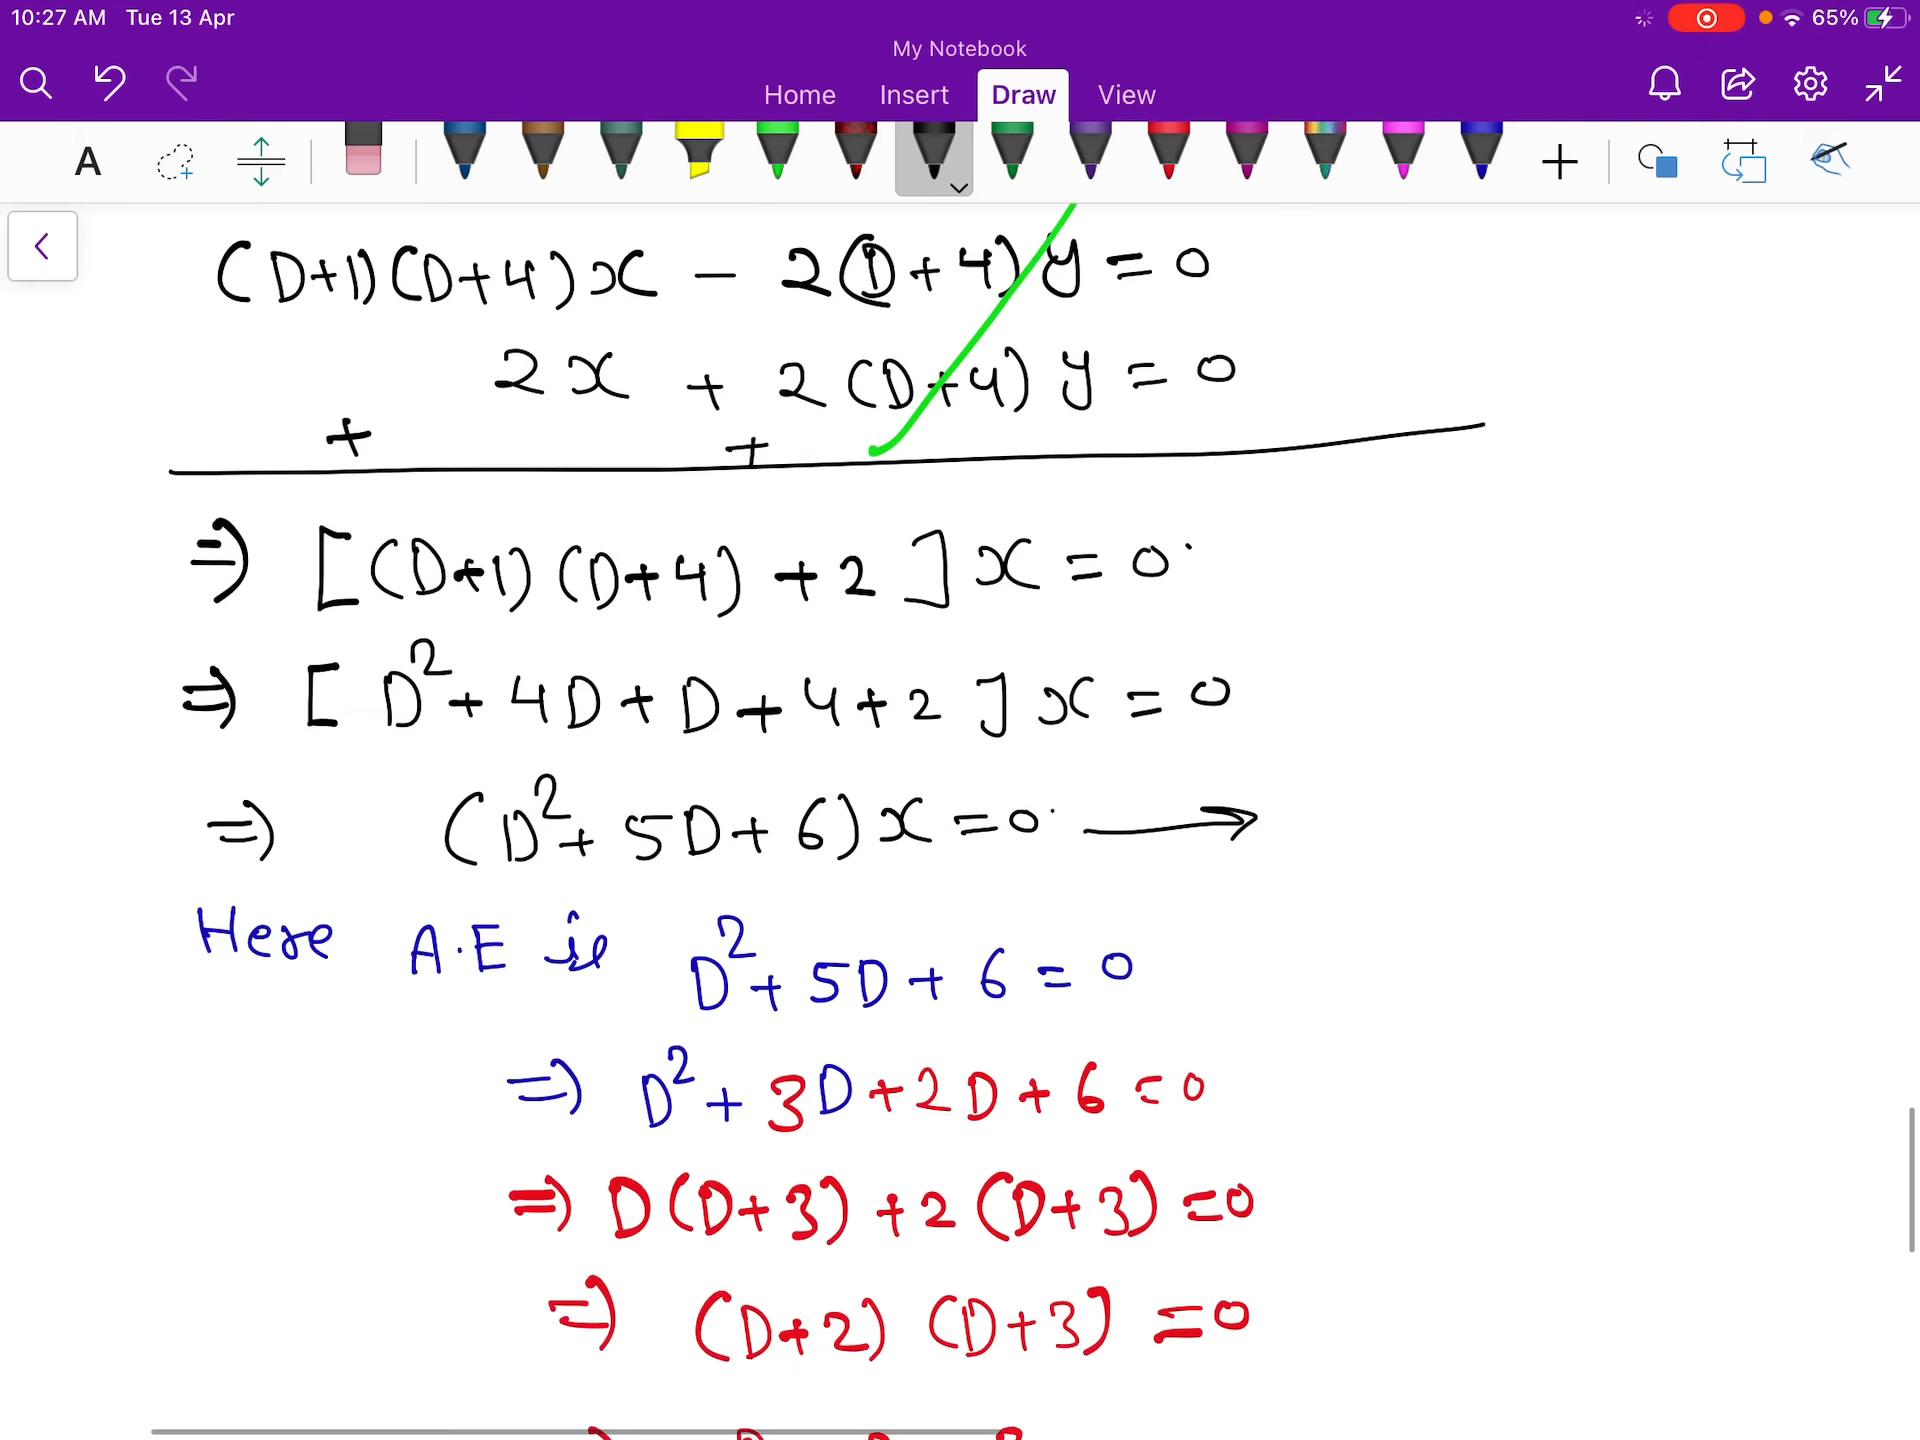 10:27 AM Tue 13 Apr 65%
My Notebook
Home Insert Draw View
A
(D+1)(D+4)x - 2(D+4)y = 0
2x + 2(D+4)y = 0
+ +
=) [(D+1)(D+4)+2]x = 0
=) [D²+4D+D+4+2]x = 0
=) (D²+5D+6)x = 0 →
Here A.E is D²+5D+6 = 0
=) D²+3D+2D+6 = 0
=) D(D+3)+2(D+3) = 0
=) (D+2)(D+3) = 0